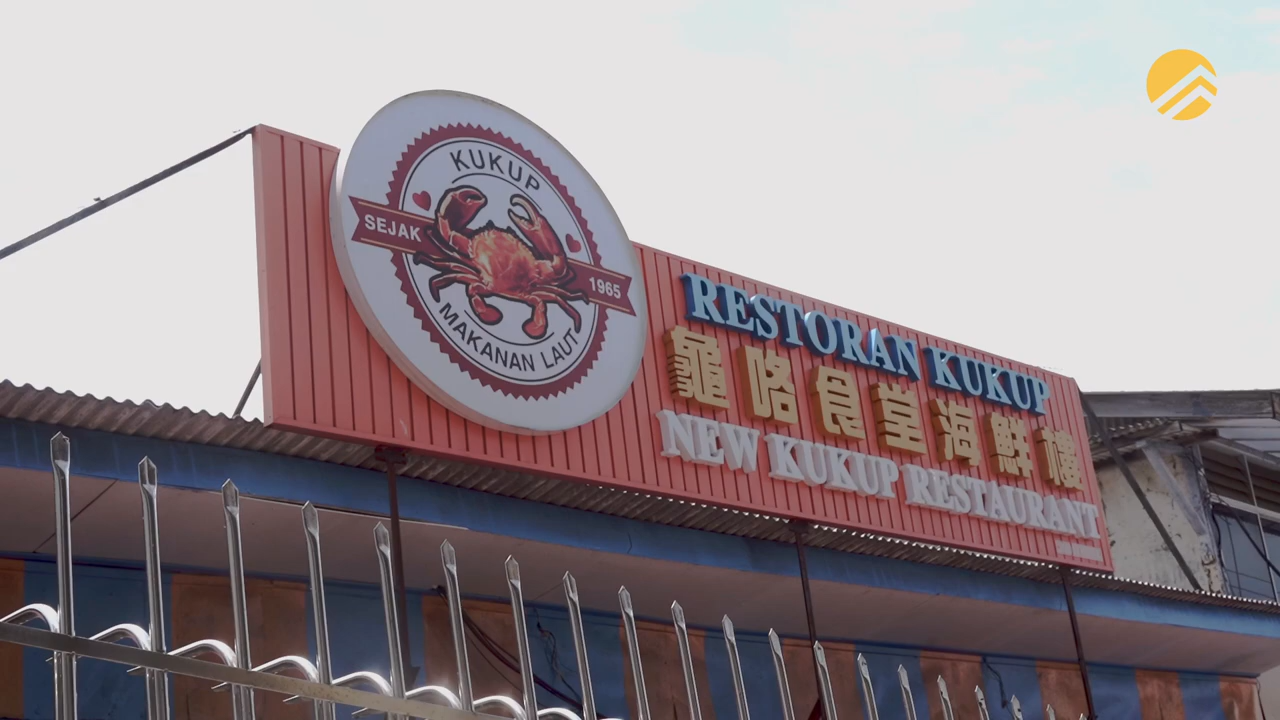 KUKUP
SEJAK
1965
MAKANAN LAUT
RESTORAN KUKUP
龜咯食堂海鮮樓
NEW KUKUP RESTAURANT